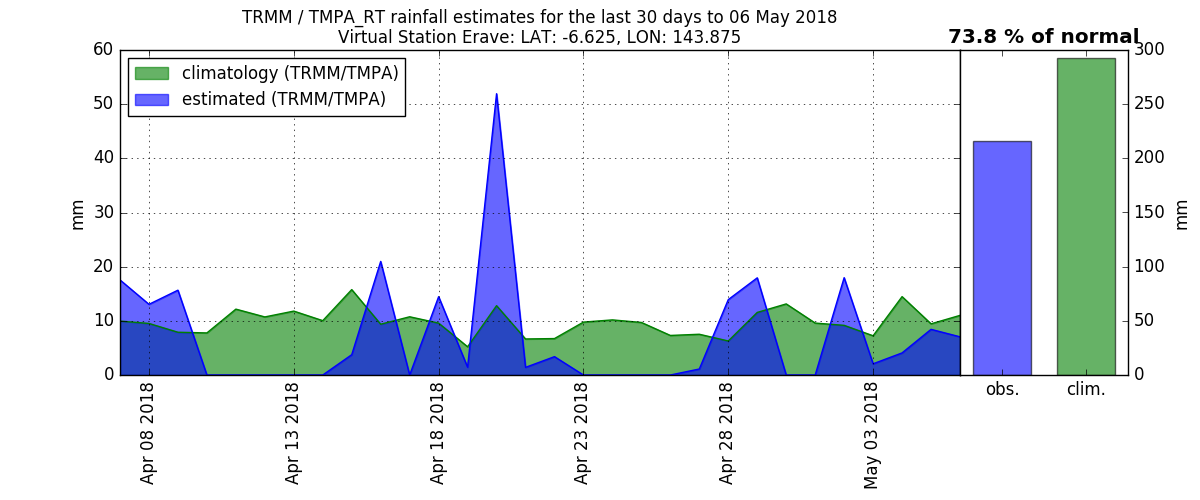 TRMM / TMPA_RT rainfall estimates for the last 30 days to 06 May 2018
Virtual Station Erave: LAT: -6.625, LON: 143.875
73.8 % of normal
climatology (TRMM/TMPA)
estimated (TRMM/TMPA)
60
50
40
30
20
10
0
mm
Apr 08 2018
Apr 13 2018
Apr 18 2018
Apr 23 2018
Apr 28 2018
May 03 2018
obs.
clim.
300
250
200
150
100
50
0
mm